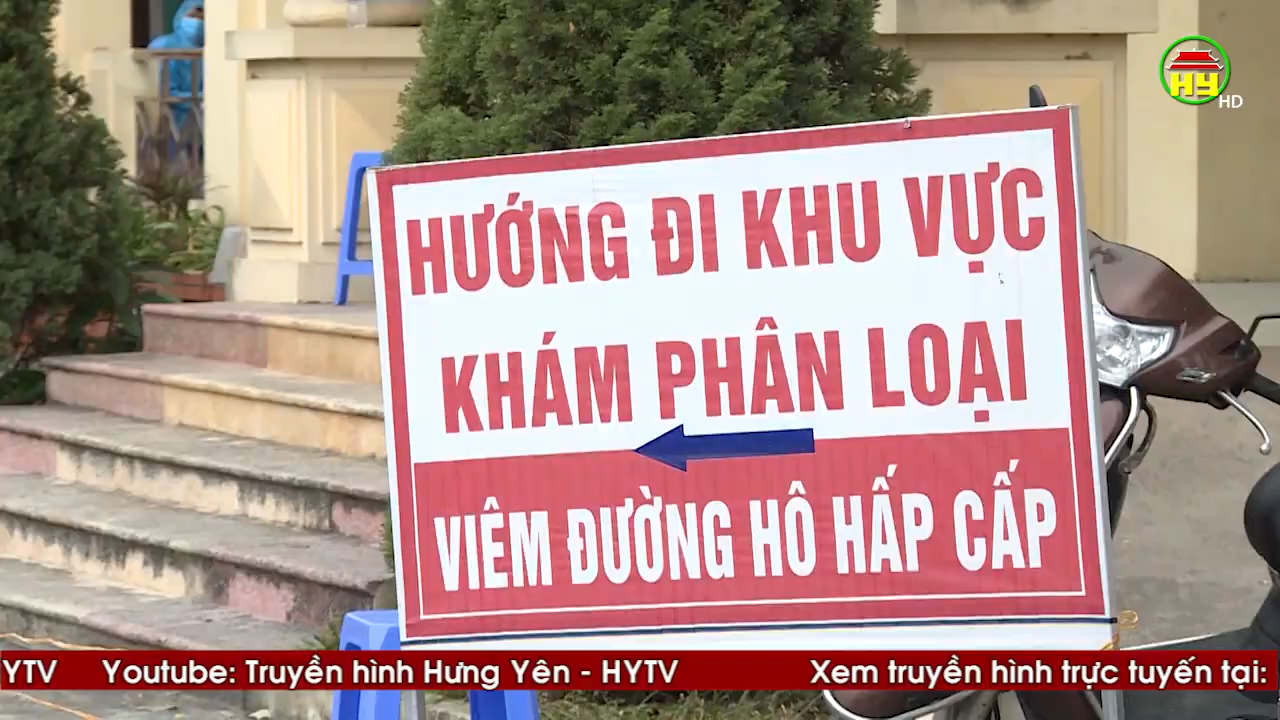 HY
HD
HƯỚNG ĐI KHU VỰC
KHÁM PHÂN LOẠI
VIÊM ĐƯỜNG HÔ HẤP CẤP
YTV Youtube: Truyền hình Hưng Yên - HYTV Xem truyền hình trực tuyến tại: